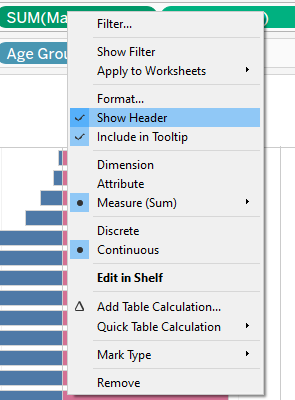 SUM(Ma
Age Grou
Filter...
Show Filter
Apply to Worksheets
Format...
Show Header
Include in Tooltip
Dimension
Attribute
Measure (Sum)
Discrete
Continuous
Edit in Shelf
Add Table Calculation...
Quick Table Calculation
Mark Type
Remove